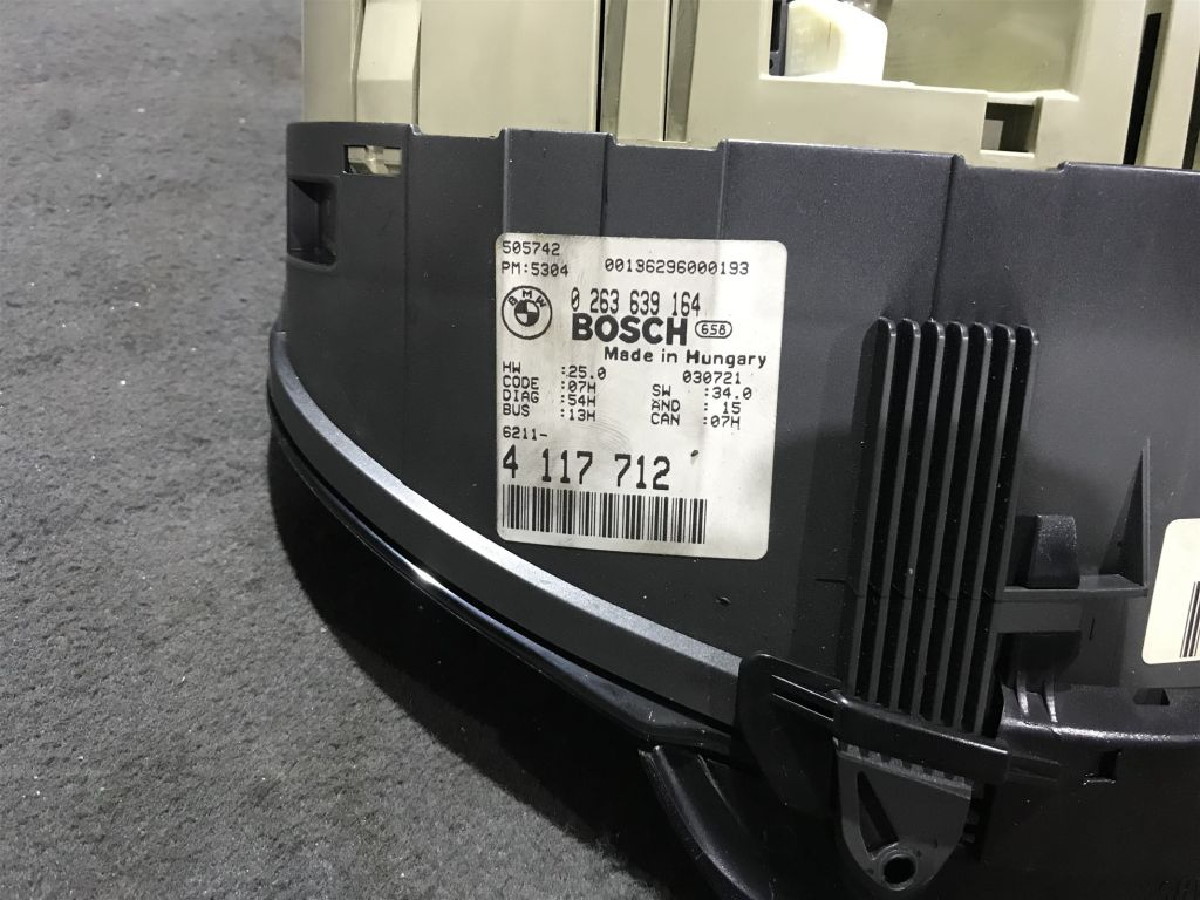 505742
PM:5304 00136296000193
BMW
0 263 639 164
BOSCH 658
Made in Hungary
HW :25.0 030721
CODE :07H SW :34.0
DIAG :54H ÄND : 15
BUS :13H CAN :07H
6211-
4 117 712